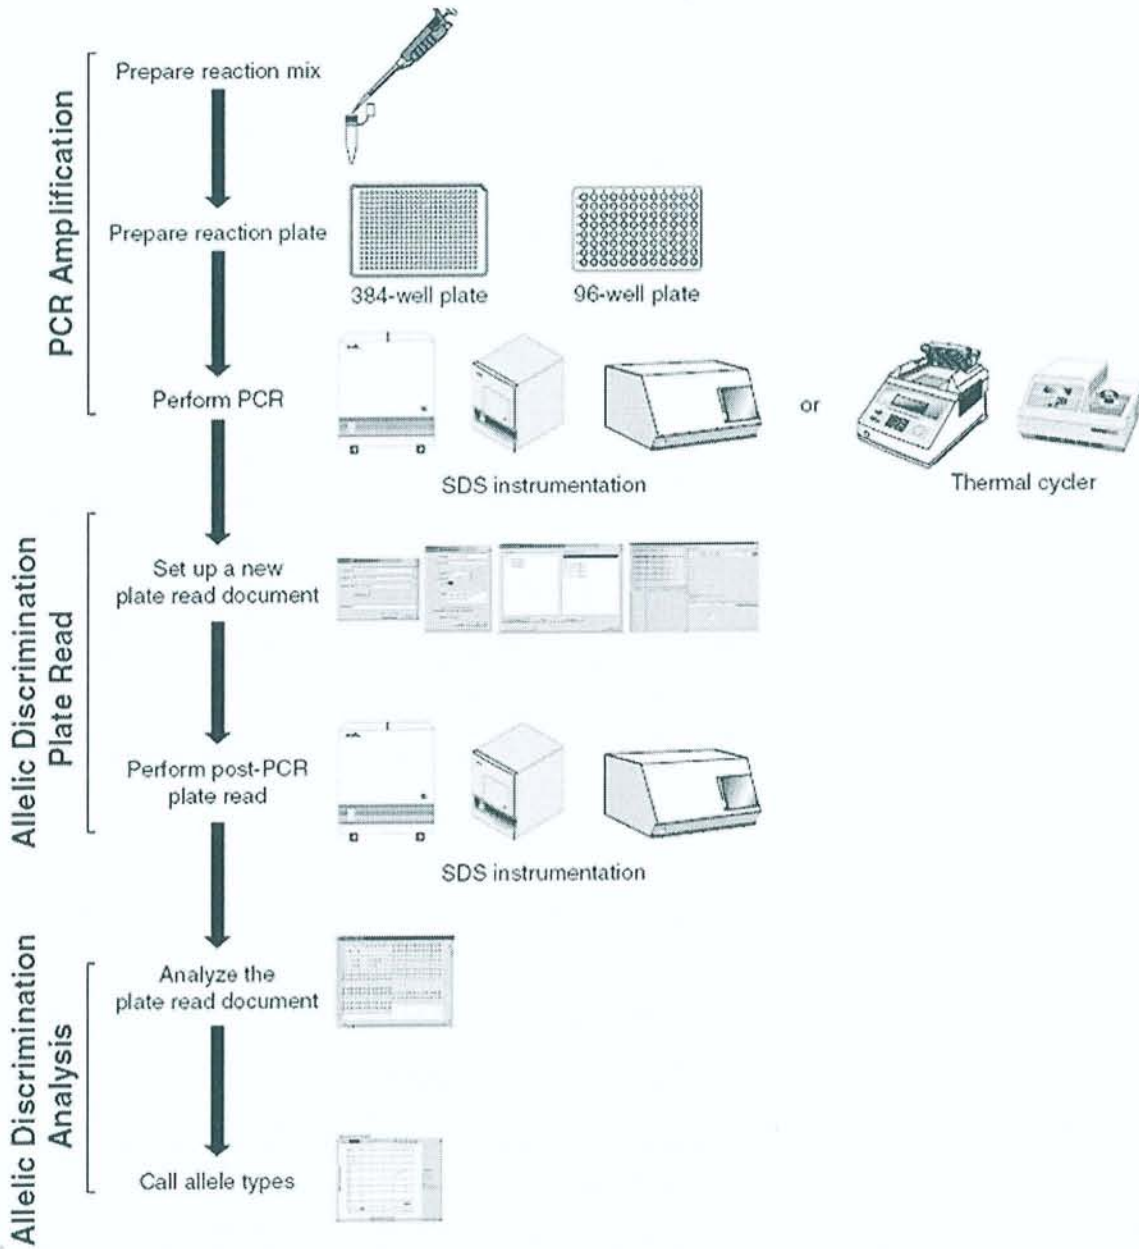 PCR Amplification
Prepare reaction mix
Prepare reaction plate
384-well plate
96-well plate
Perform PCR
or
SDS instrumentation
Thermal cycler
Allelic Discrimination
Plate Read
Set up a new
plate read document
Perform post-PCR
plate read
SDS instrumentation
Allelic Discrimination
Analysis
Analyze the
plate read document
Call allele types